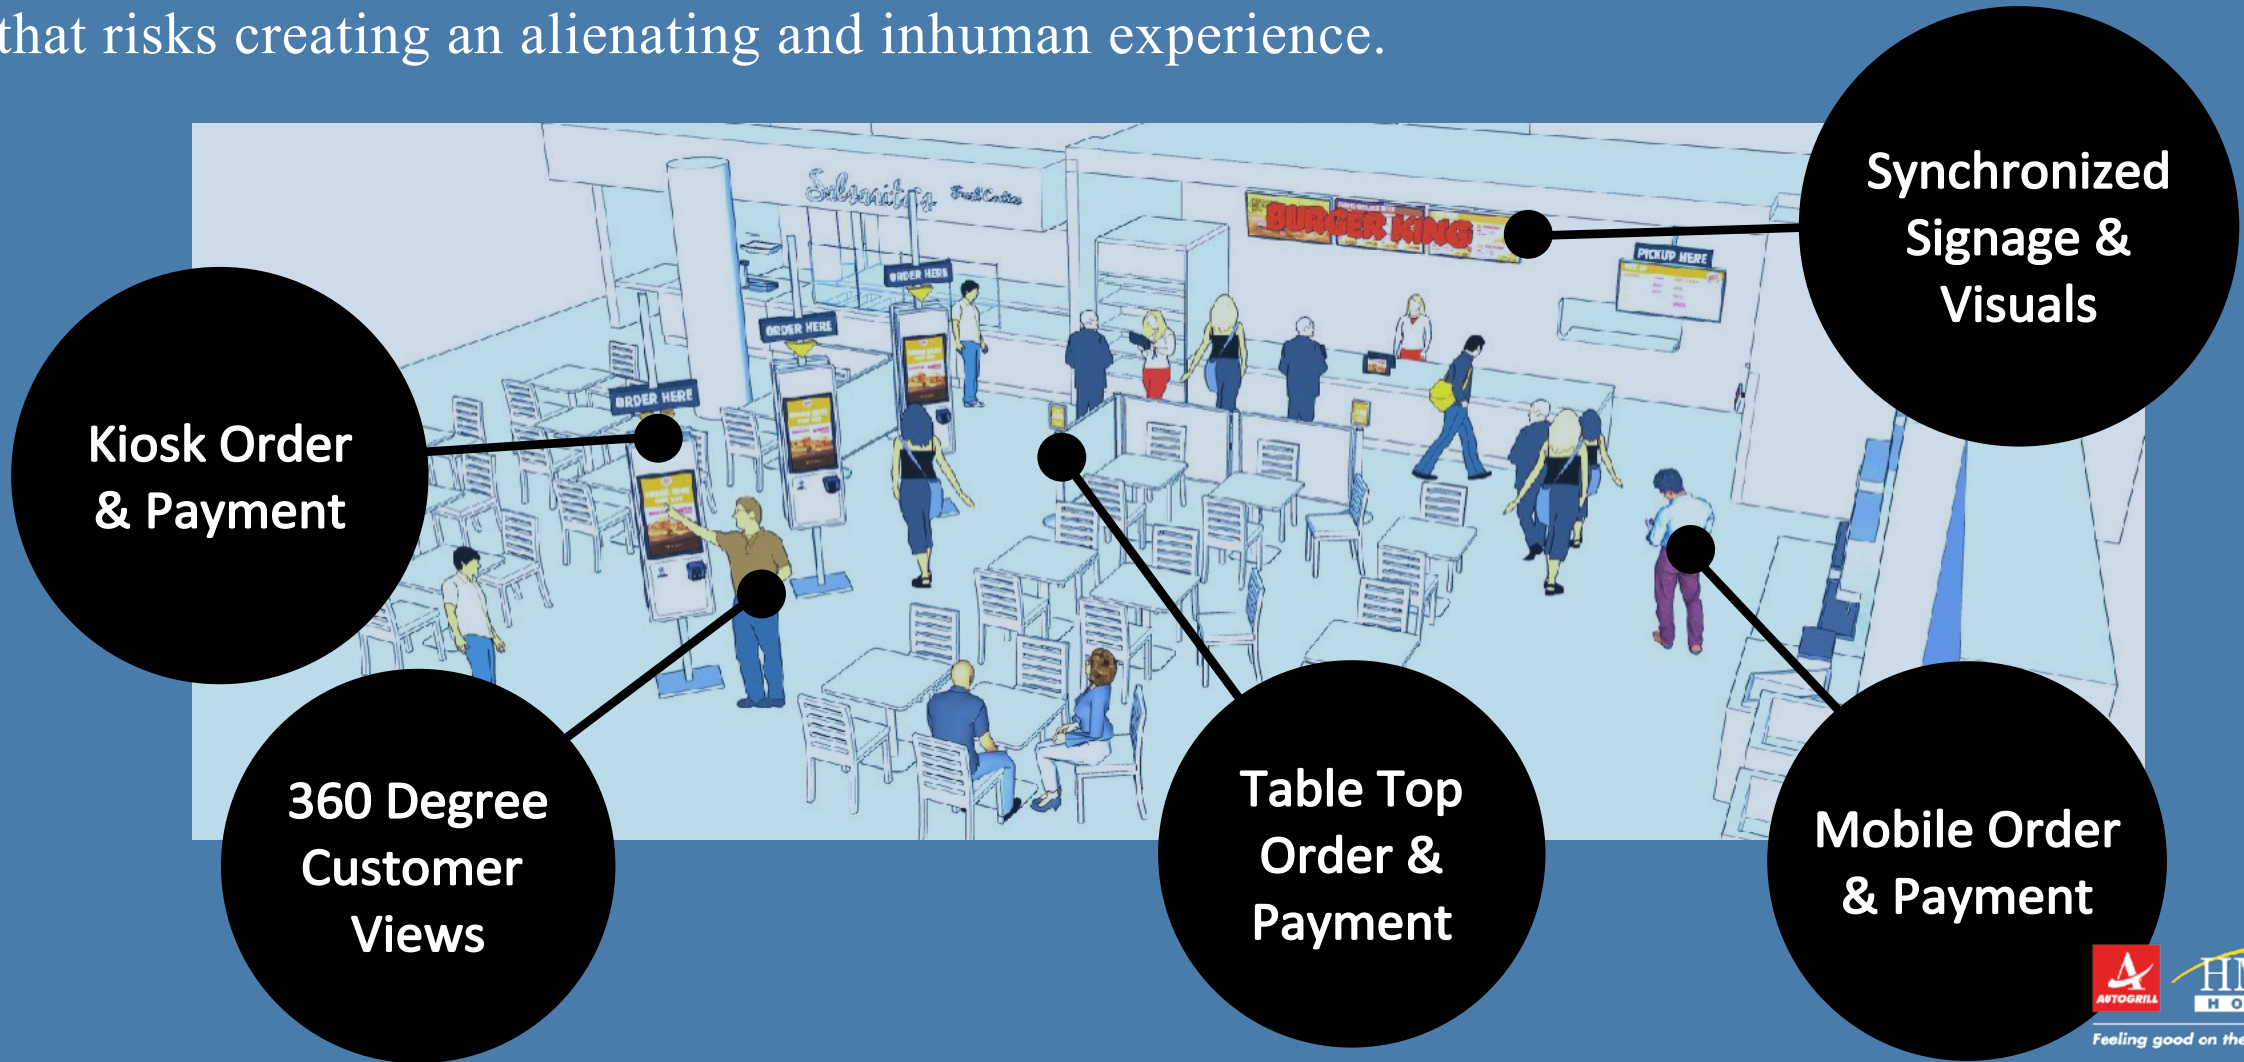 that risks creating an alienating and inhuman experience.
Synchronized
Signage &
Visuals
BURGER KING
PICKUP HERE
ORDER HERE
ORDER HERE
ORDER HERE
Kiosk Order
& Payment
360 Degree
Customer
Views
Table Top
Order &
Payment
Mobile Order
& Payment
AUTOGRILL
Feeling good on the